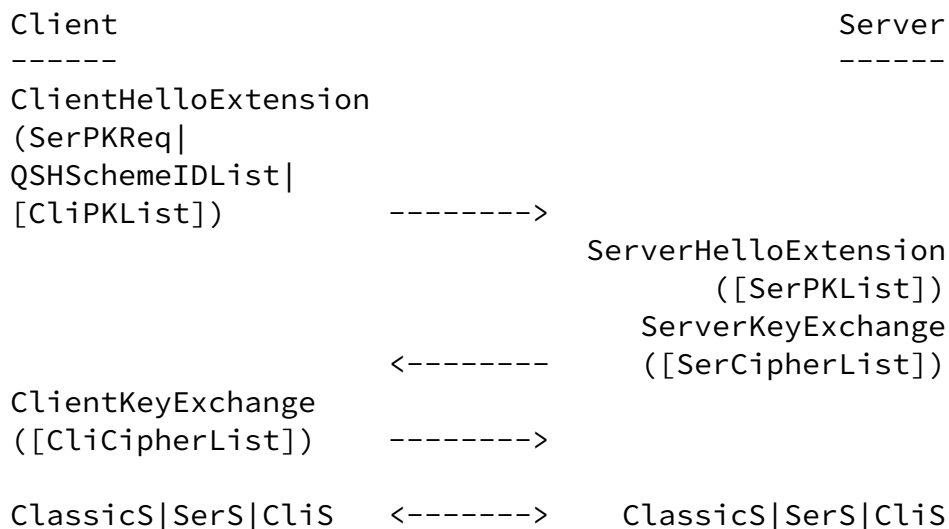 Client                                         Server
------                                         ------
ClientHelloExtension
(SerPKReq|
QSHSchemeIDList|
[CliPKList])         -------->
                                ServerHelloExtension
                                       ([SerPKList])
                                   ServerKeyExchange
                     <--------     ([SerCipherList])
ClientKeyExchange
([CliCipherList])    -------->
ClassicS|SerS|CliS   <------->    ClassicS|SerS|CliS